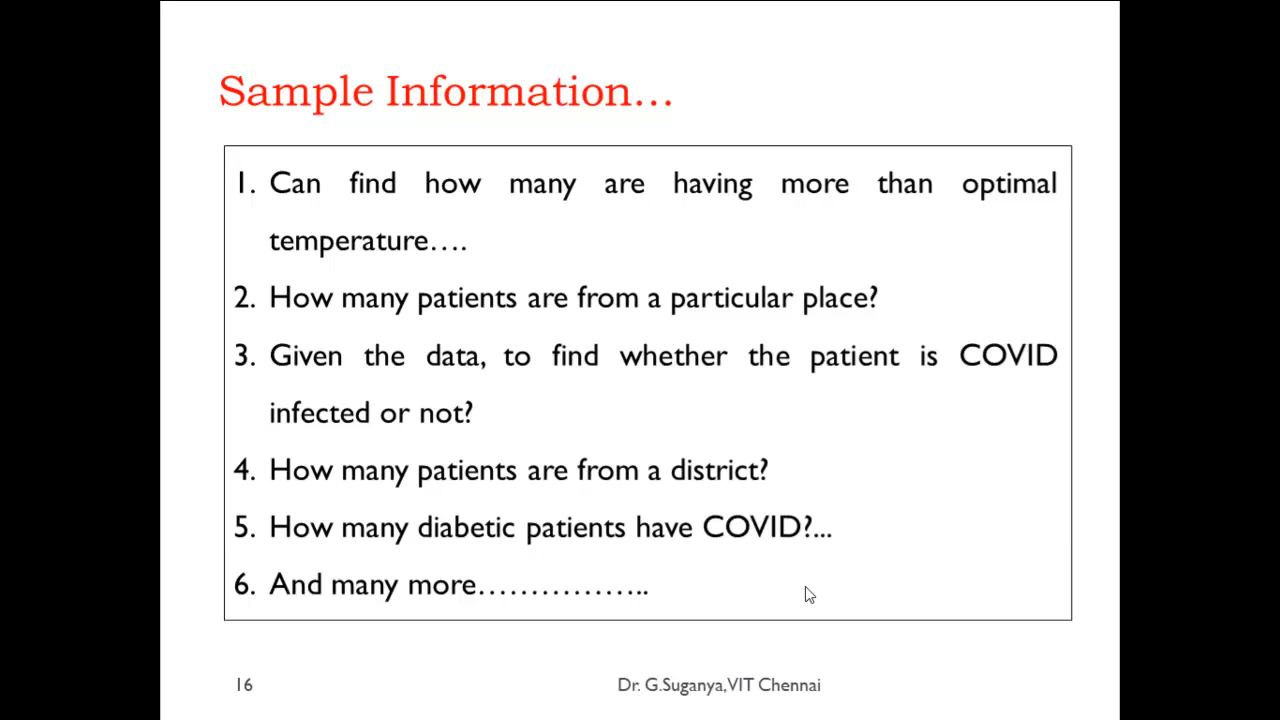 Sample Information…
1. Can find how many are having more than optimal
temperature….
2. How many patients are from a particular place?
3. Given the data, to find whether the patient is COVID
infected or not?
4. How many patients are from a district?
5. How many diabetic patients have COVID?...
6. And many more……………..
16
Dr. G.Suganya,VIT Chennai